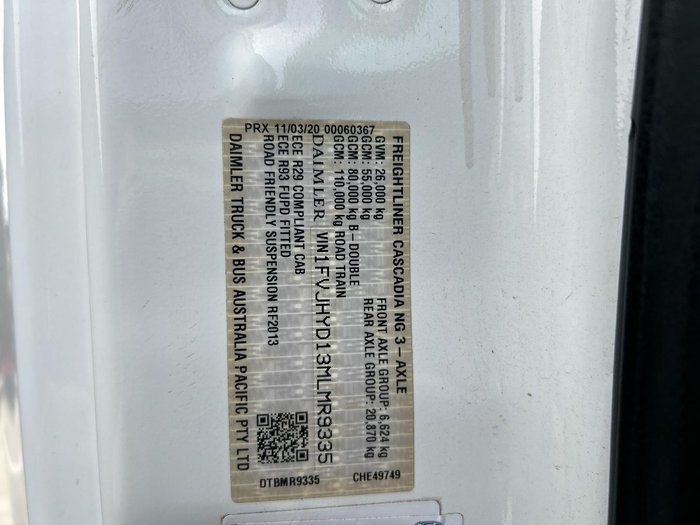 FREIGHTLINER CASCADIA NG 3-AXLE
GVM: 26,000 kg FRONT AXLE GROUP: 6,624 kg
GCM: 55,000 kg REAR AXLE GROUP: 20,870 kg
GCM: 80,000 kg B-DOUBLE
GCM: 110,000 kg ROAD TRAIN
DAIMLER VIN1FVJHYD13MLMR9335
ECE R29 COMPLIANT CAB
ECE R93 FUPD FITTED
ROAD FRIENDLY SUSPENSION RF2013
DAIMLER TRUCK & BUS AUSTRALIA PACIFIC PTY LTD
PRX 11/03/20 00060367
DTBMR9335 CHE49749